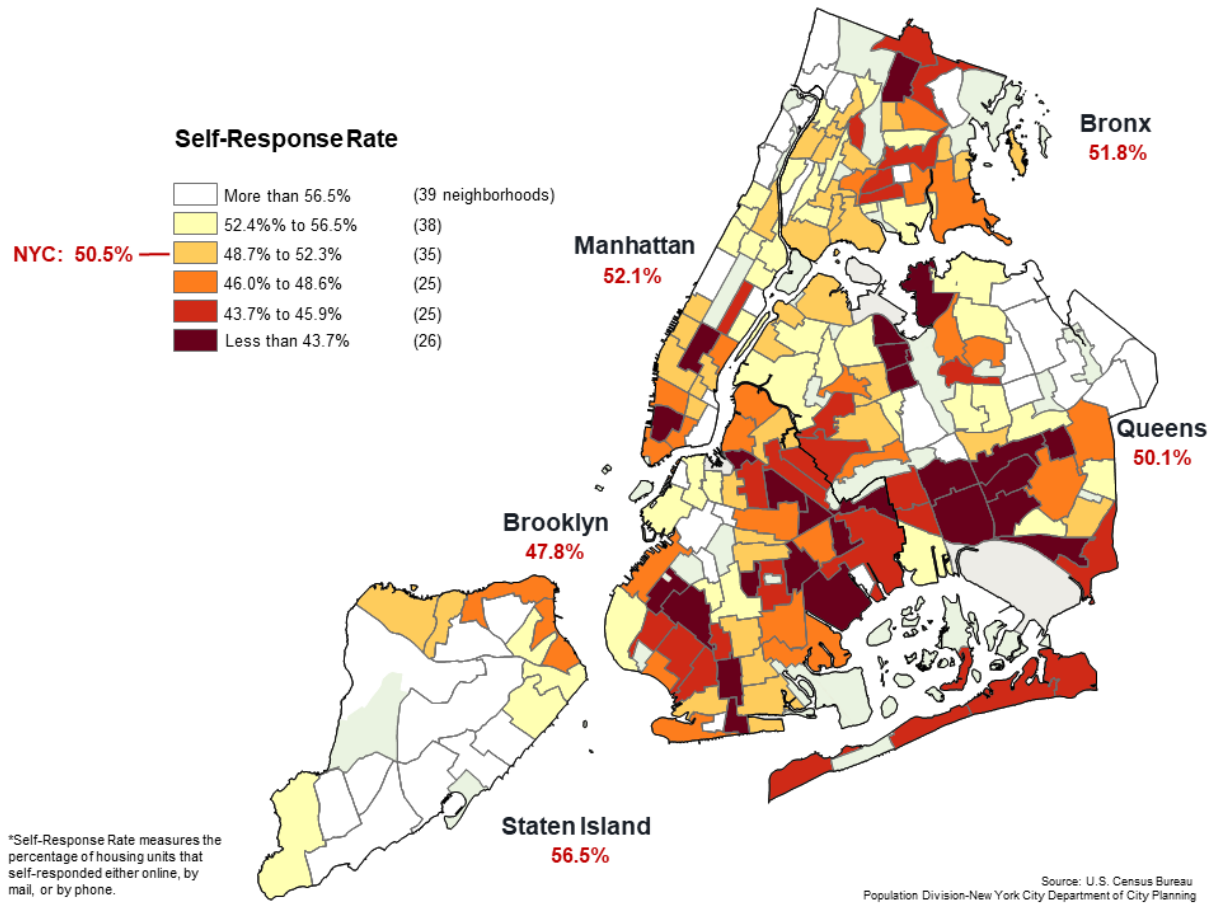 Self-Response Rate
More than 56.5% (39 neighborhoods)
52.4%% to 56.5% (38)
NYC: 50.5% 48.7% to 52.3% (35)
46.0% to 48.6% (25)
43.7% to 45.9% (25)
Less than 43.7% (26)
Bronx
51.8%
Manhattan
52.1%
Queens
50.1%
Brooklyn
47.8%
Staten Island
56.5%
*Self-Response Rate measures the
percentage of housing units that
self-responded either online, by
mail, or by phone.
Source: U.S. Census Bureau
Population Division-New York City Department of City Planning